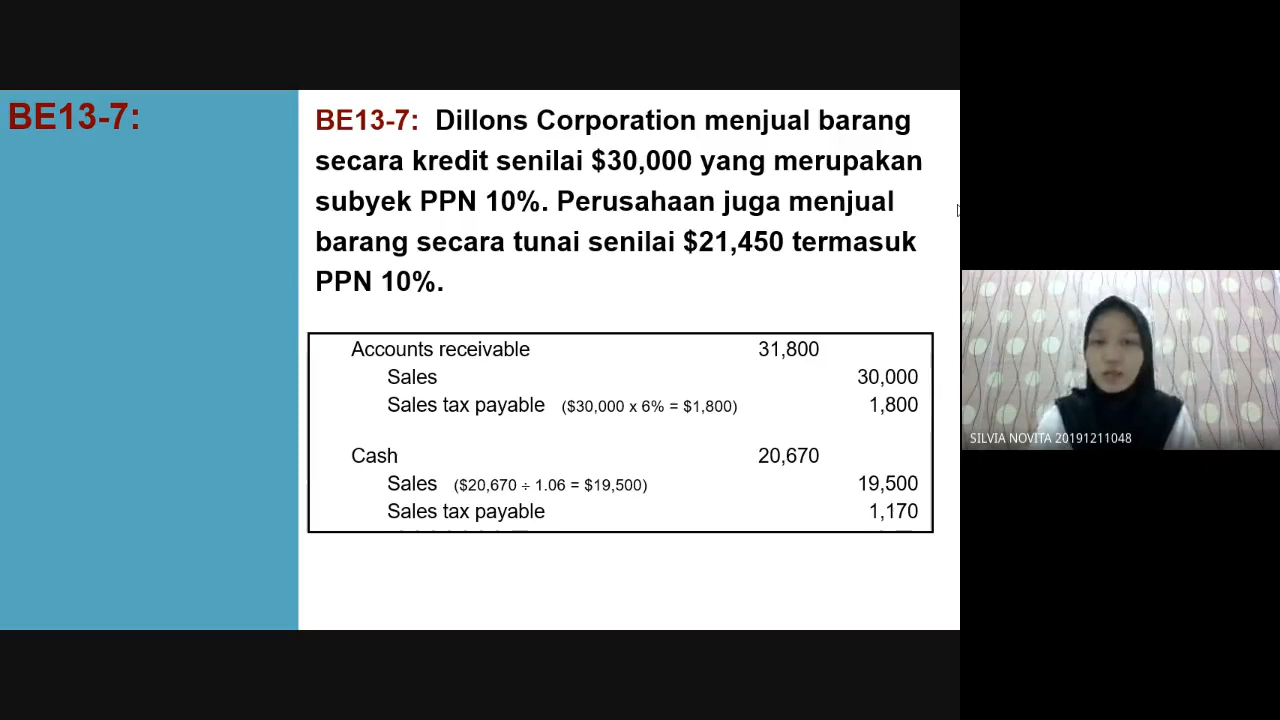 BE13-7:
BE13-7: Dillons Corporation menjual barang
secara kredit senilai $30,000 yang merupakan
subyek PPN 10%. Perusahaan juga menjual
barang secara tunai senilai $21,450 termasuk
PPN 10%.
Accounts receivable 31,800
Sales 30,000
Sales tax payable ($30,000 x 6% = $1,800) 1,800
Cash 20,670
Sales ($20,670 ÷ 1.06 = $19,500) 19,500
Sales tax payable 1,170
SILVIA NOVITA 20191211048